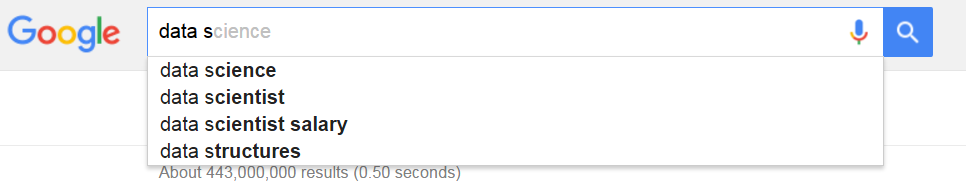 Google data science
data science
data scientist
data scientist salary
data structures
About 443,000,000 results (0.50 seconds)